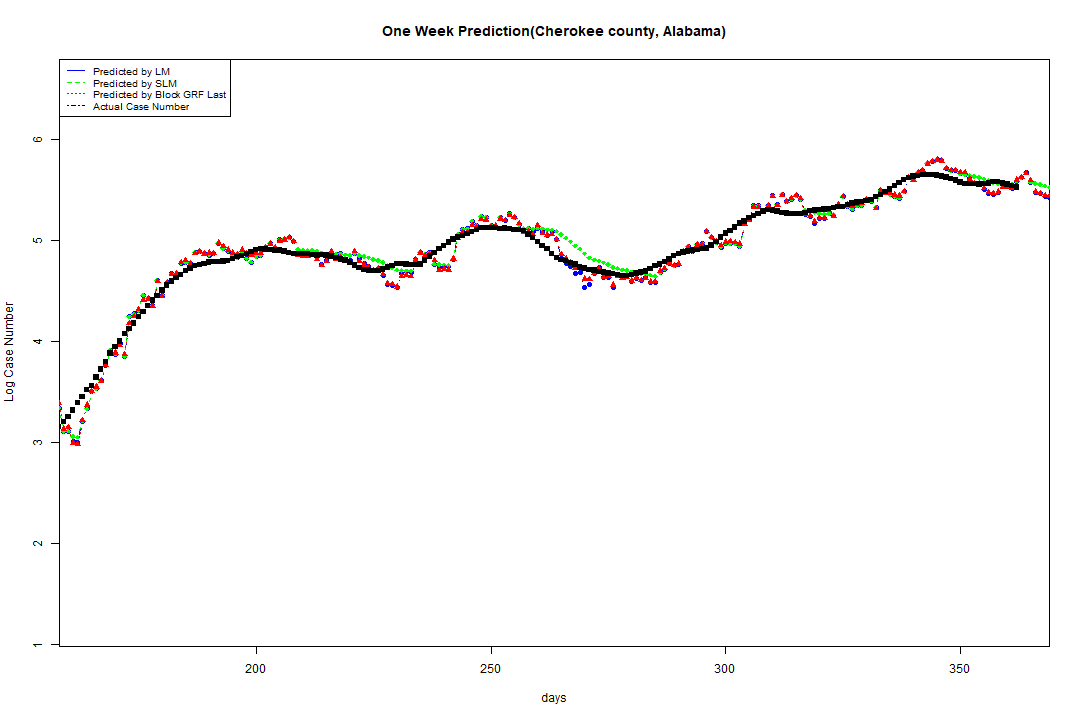 One Week Prediction(Cherokee county, Alabama)
Predicted by LM
Predicted by SLM
Predicted by Block GRF Last
Actual Case Number
6
5
4
3
2
1
Log Case Number
200 250 300 350
days